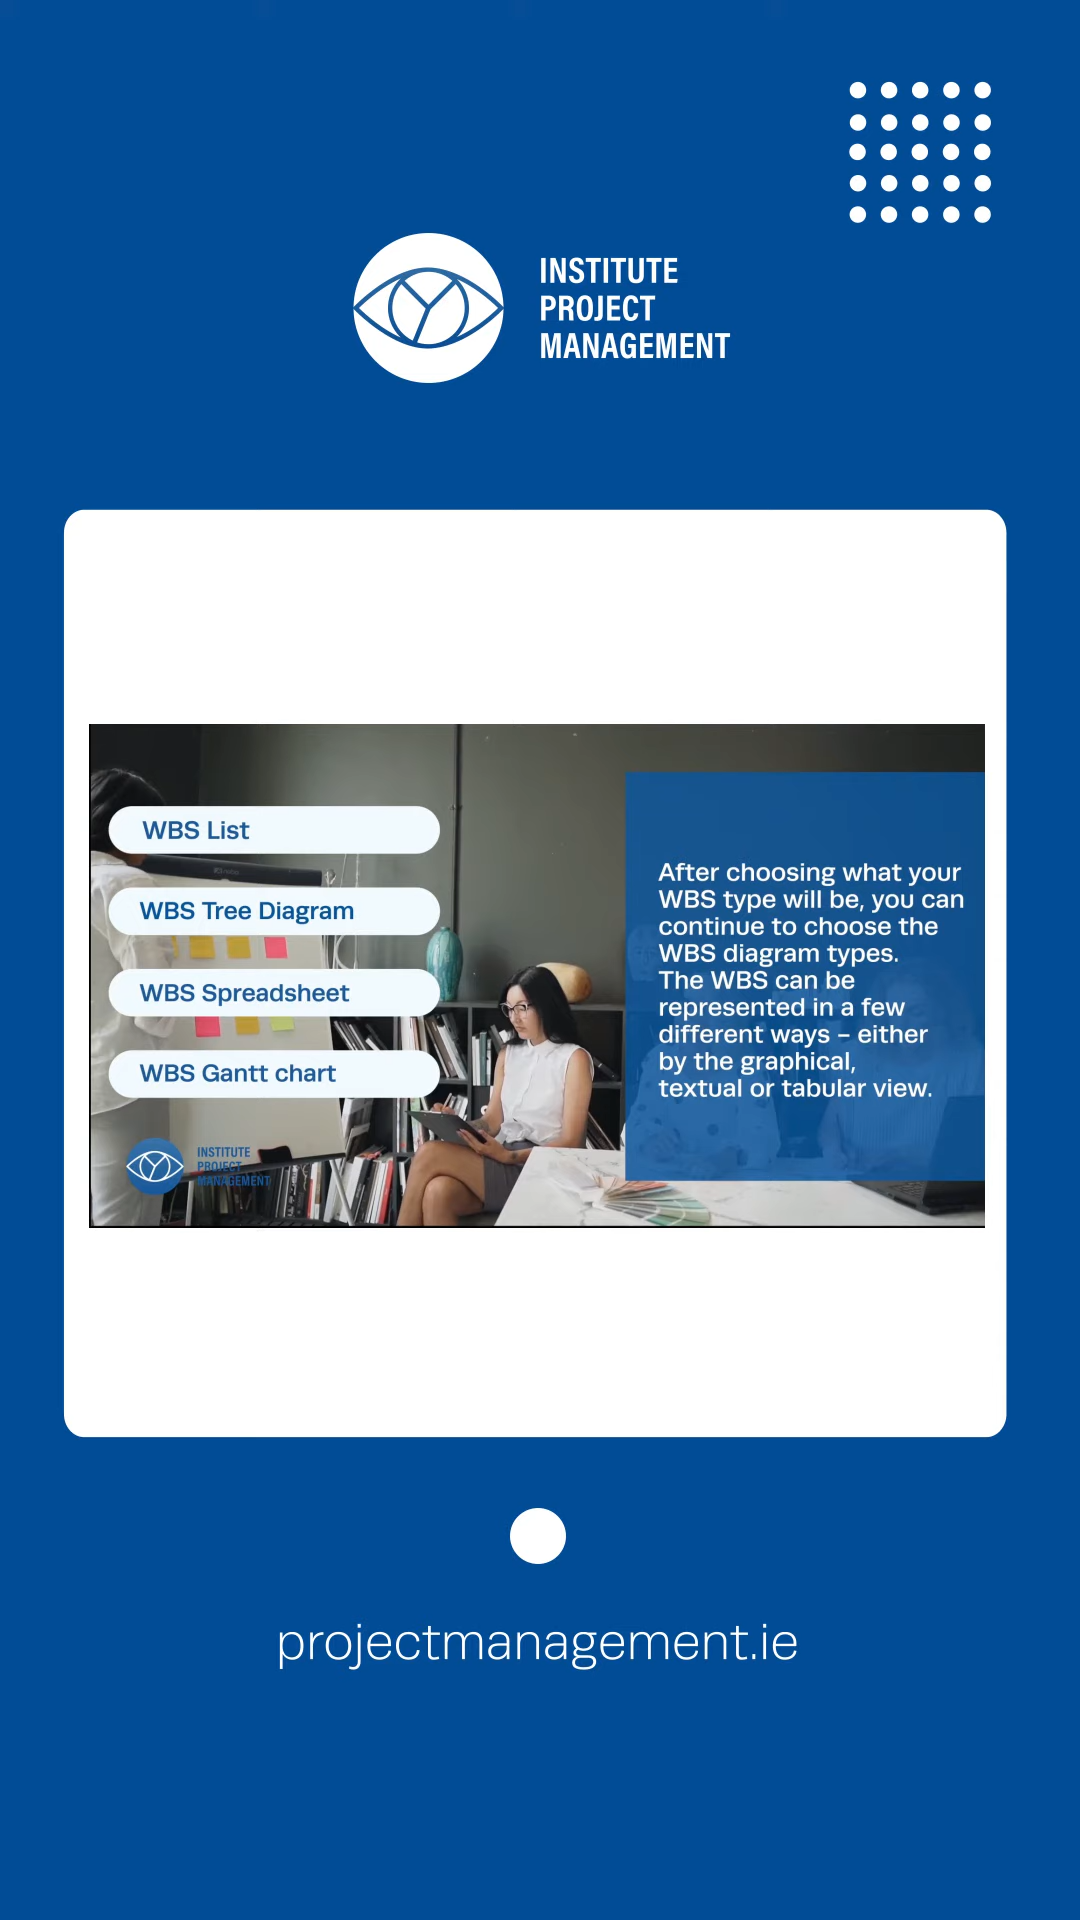 INSTITUTE
PROJECT
MANAGEMENT
WBS List
WBS Tree Diagram
WBS Spreadsheet
WBS Gantt chart
INSTITUTE
PROJECT
MANAGEMENT
After choosing what your
WBS type will be, you can
continue to choose the
WBS diagram types.
The WBS can be
represented in a few
different ways – either
by the graphical,
textual or tabular view.
projectmanagement.ie